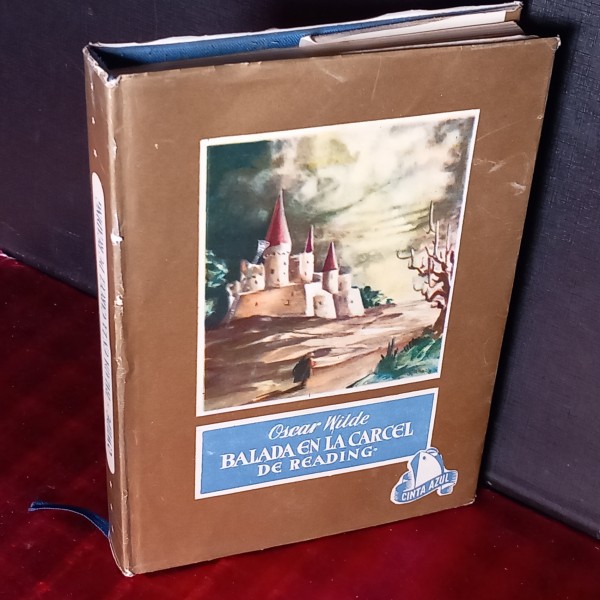 Oscar Wilde
BALADA EN LA CARCEL
DE READING-
CINTA AZUL